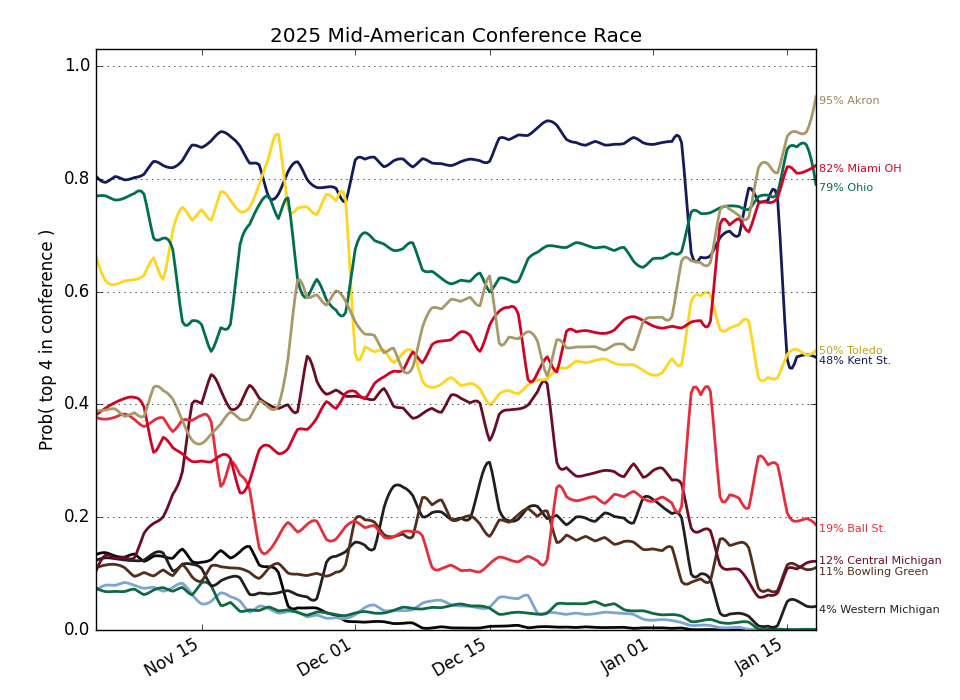 2025 Mid-American Conference Race
Prob( top 4 in conference )
1.0
0.8
0.6
0.4
0.2
0.0
Nov 15
Dec 01
Dec 15
Jan 01
Jan 15
95% Akron
82% Miami OH
79% Ohio
50% Toledo
48% Kent St.
19% Ball St.
12% Central Michigan
11% Bowling Green
4% Western Michigan